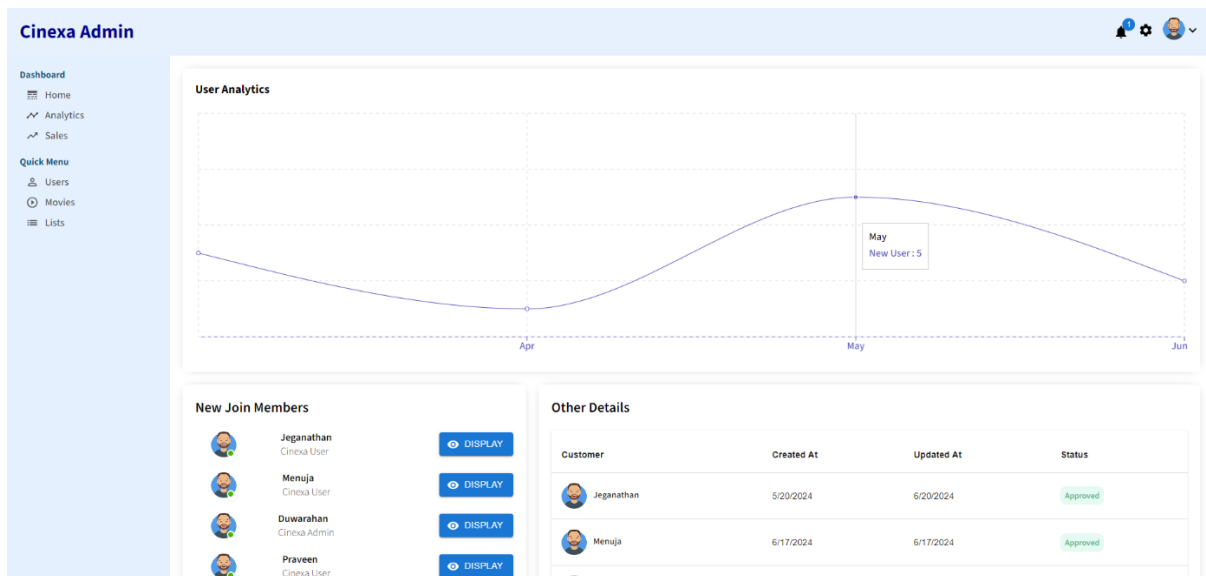 Cinexa Admin
1
Dashboard
Home
Analytics
Sales
Quick Menu
Users
Movies
Lists
User Analytics
May
New User : 5
Apr May Jun
New Join Members
Jeganathan
Cinexa User
DISPLAY
Menuja
Cinexa User
DISPLAY
Duwarahan
Cinexa Admin
DISPLAY
Praveen
Cinexa User
DISPLAY
Other Details
Customer Created At Updated At Status
Jeganathan 5/20/2024 6/20/2024 Approved
Menuja 6/17/2024 6/17/2024 Approved